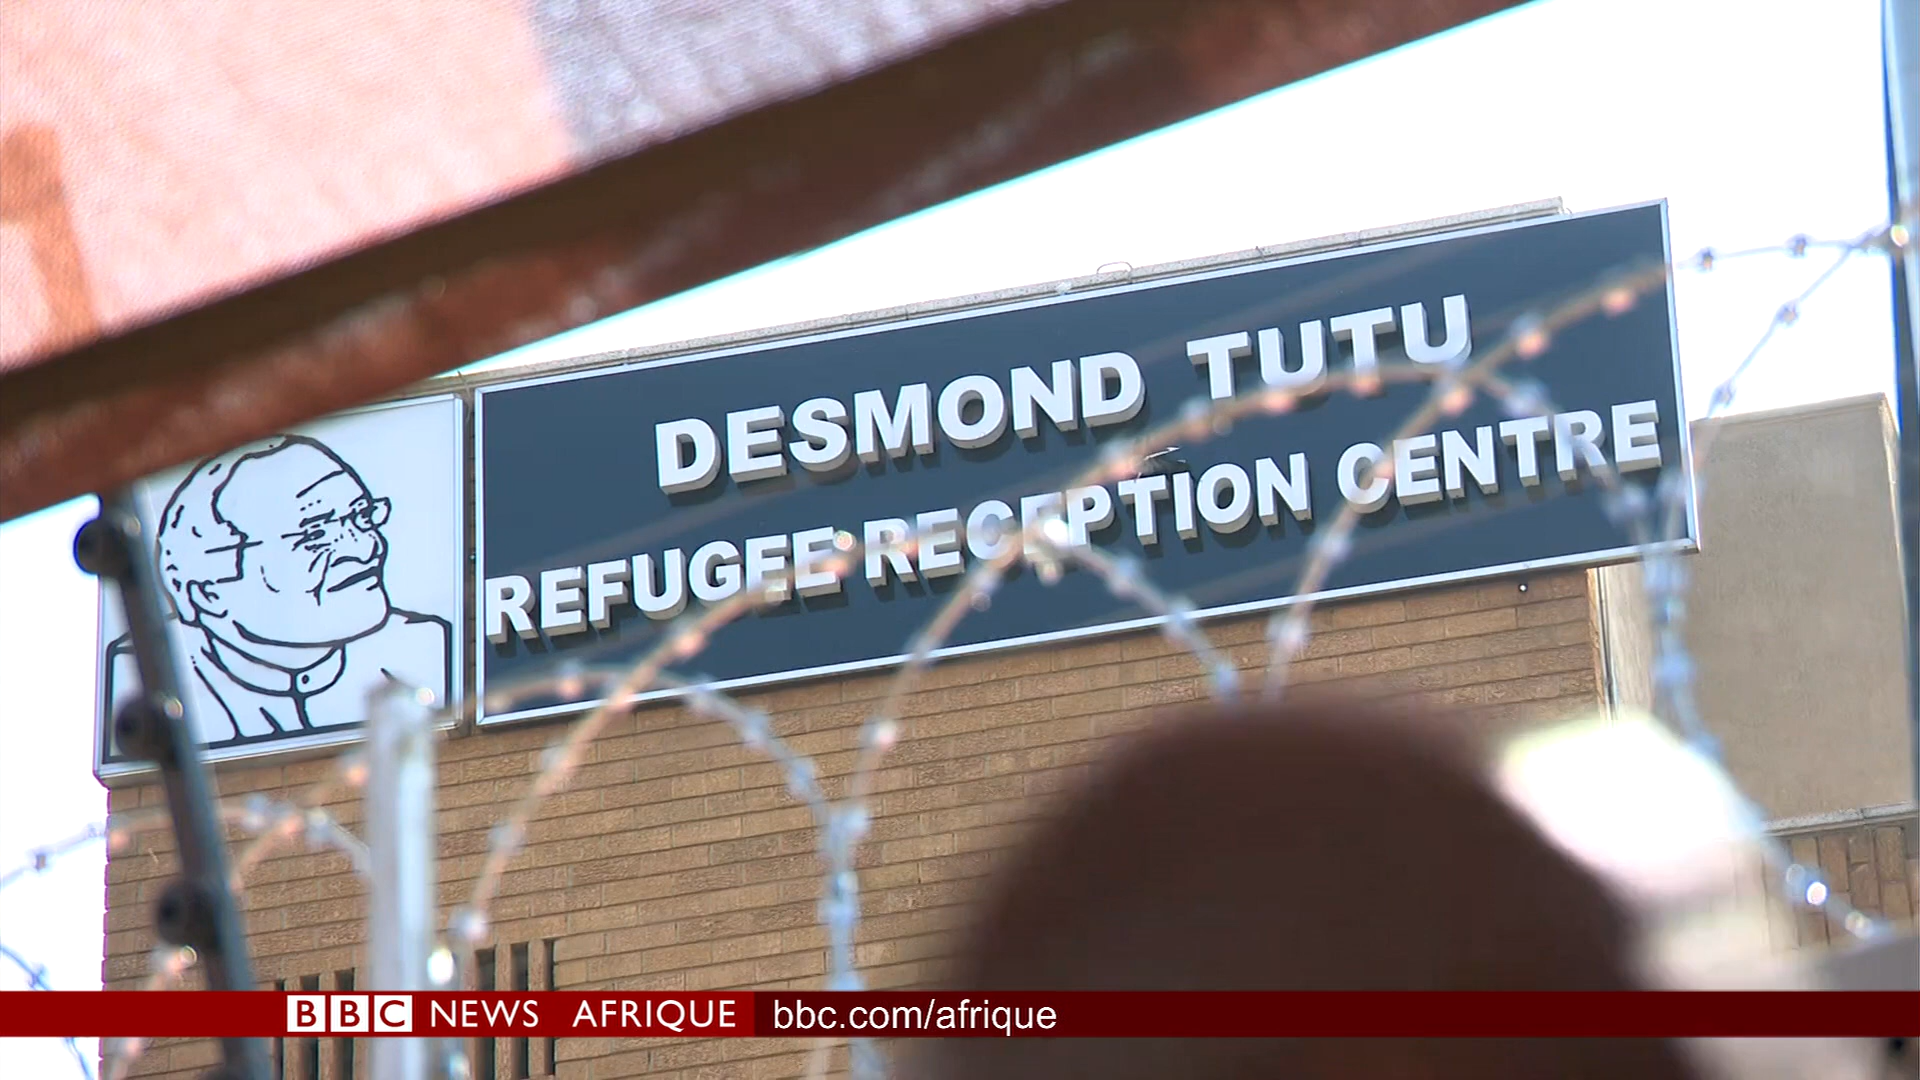 DESMOND TUTU
REFUGEE RECEPTION CENTRE
BBC NEWS AFRIQUE bbc.com/afrique